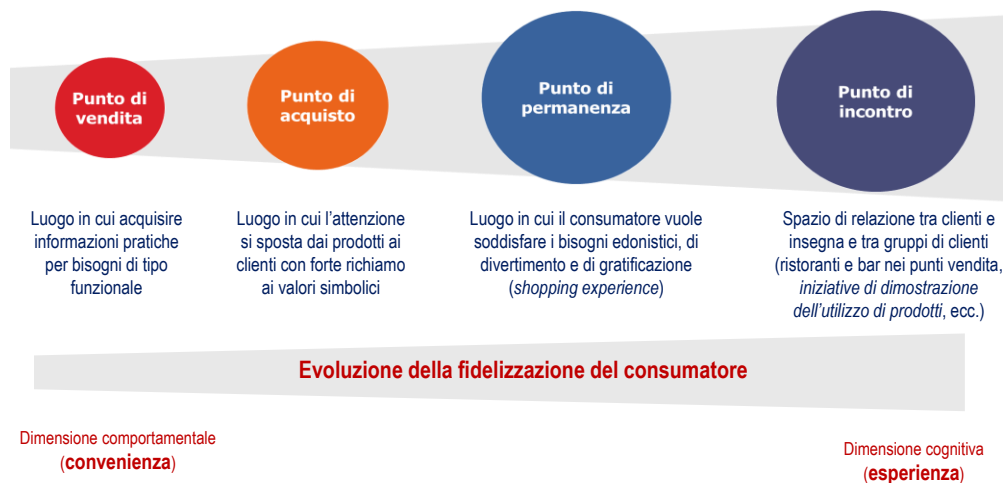 Punto di
vendita
Punto di
acquisto
Punto di
permanenza
Punto di
incontro
Luogo in cui acquisire
informazioni pratiche
per bisogni di tipo
funzionale
Luogo in cui l’attenzione
si sposta dai prodotti ai
clienti con forte richiamo
ai valori simbolici
Luogo in cui il consumatore vuole
soddisfare i bisogni edonistici, di
divertimento e di gratificazione
(shopping experience)
Spazio di relazione tra clienti e
insegna e tra gruppi di clienti
(ristoranti e bar nei punti vendita,
iniziative di dimostrazione
dell’utilizzo di prodotti, ecc.)
Evoluzione della fidelizzazione del consumatore
Dimensione comportamentale
(convenienza)
Dimensione cognitiva
(esperienza)